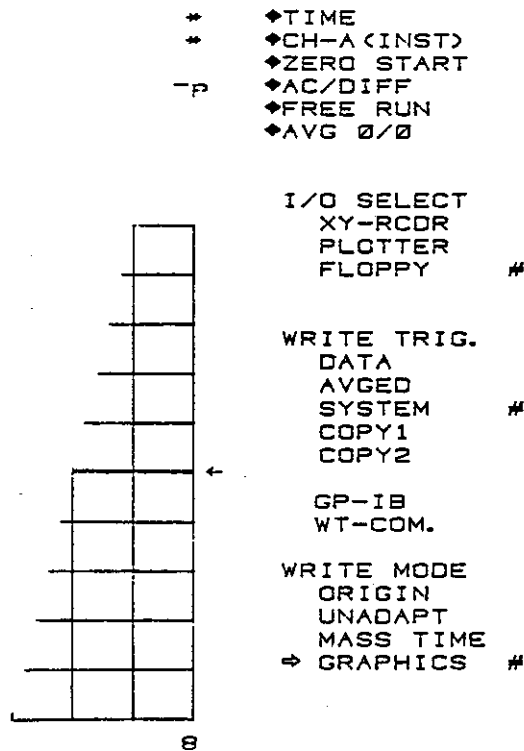 * ◆TIME
* ◆CH-A(INST)
◆ZERO START
◆AC/DIFF
◆FREE RUN
◆AVG 0/0
I/O SELECT
XY-RCDR
PLOTTER
FLOPPY #
WRITE TRIG.
DATA
AVGED
SYSTEM #
COPY1
COPY2
← 
GP-IB
WT-COM.
WRITE MODE
ORIGIN
UNADAPT
MASS TIME
⇨ GRAPHICS #
8